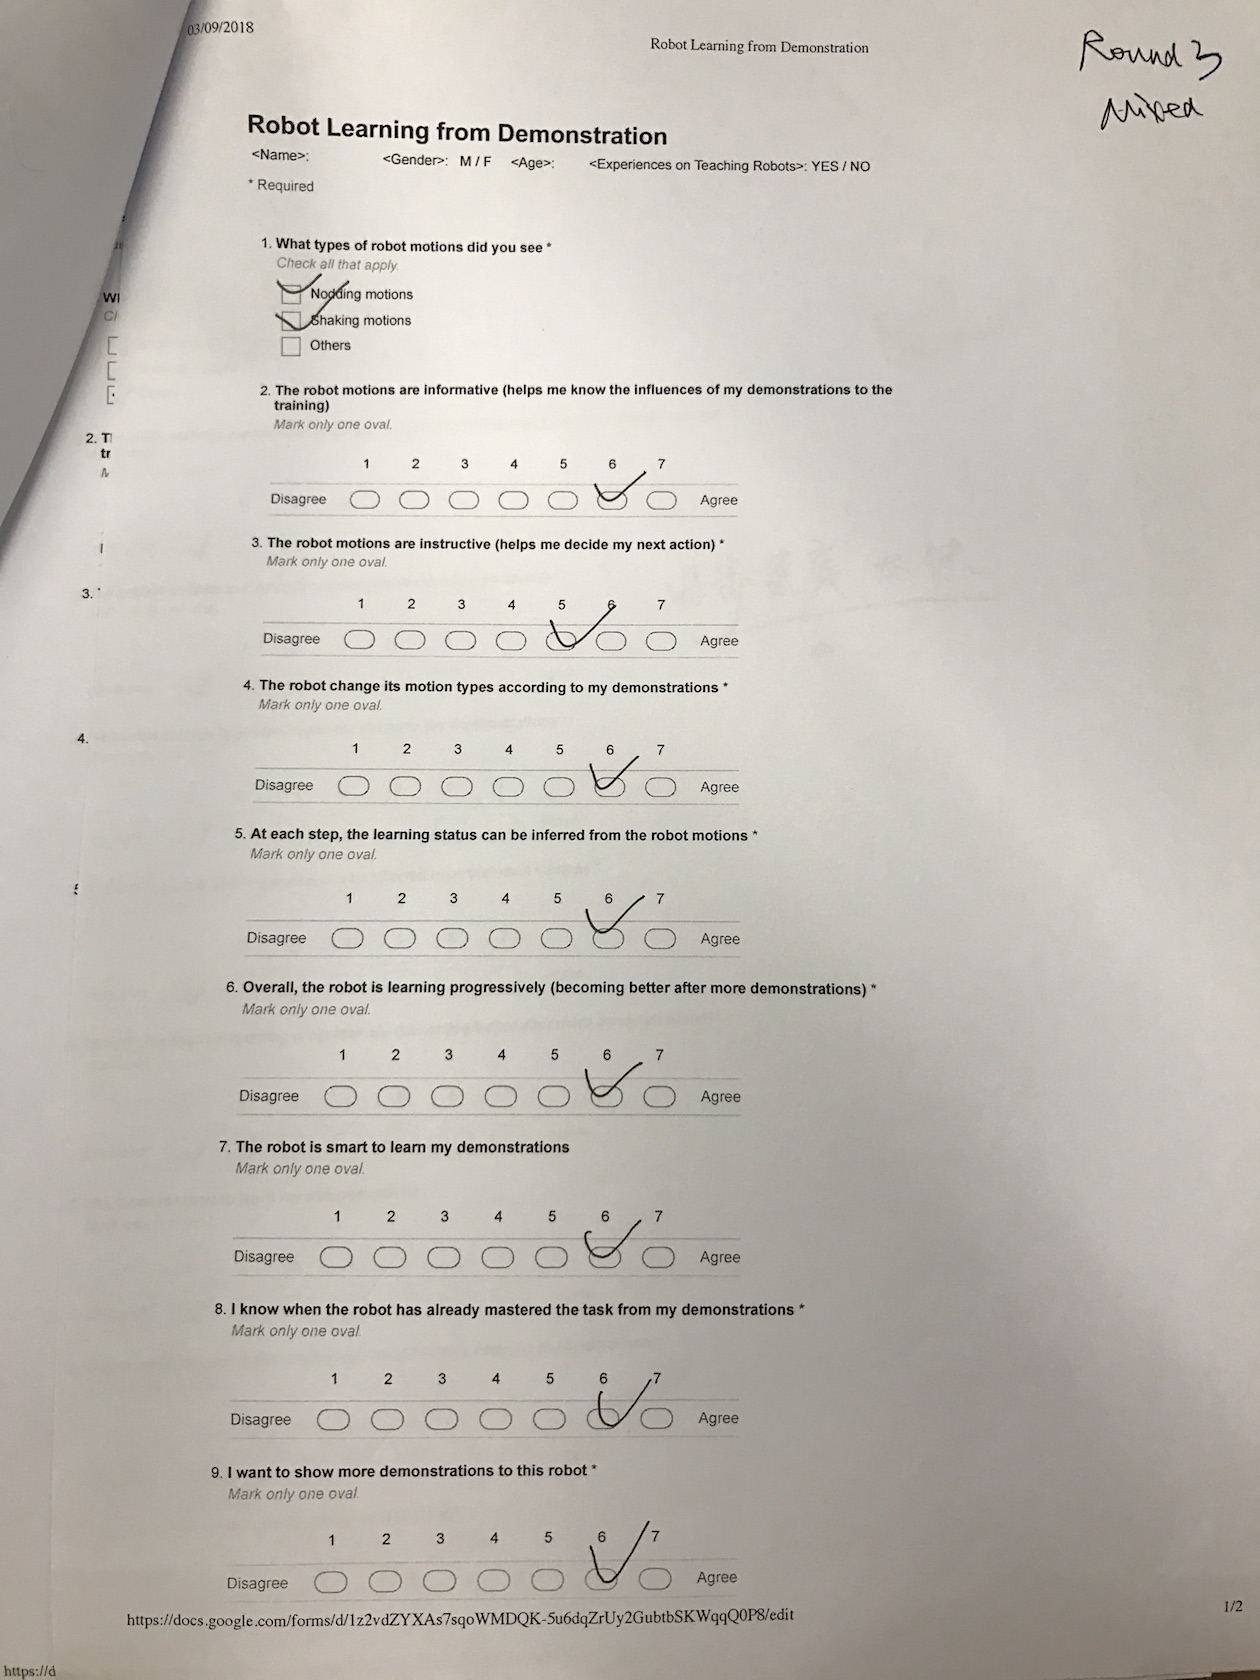 03/09/2018
Robot Learning from Demonstration
Round 3
Mixed
Robot Learning from Demonstration
<Name>: <Gender>: M / F <Age>: <Experiences on Teaching Robots>: YES / NO
* Required
1. What types of robot motions did you see *
Check all that apply.
Nodding motions
Shaking motions
Others
2. The robot motions are informative (helps me know the influences of my demonstrations to the
training)
Mark only one oval.
1 2 3 4 5 6 7
Disagree Agree
3. The robot motions are instructive (helps me decide my next action) *
Mark only one oval.
1 2 3 4 5 6 7
Disagree Agree
4. The robot change its motion types according to my demonstrations *
Mark only one oval.
1 2 3 4 5 6 7
Disagree Agree
5. At each step, the learning status can be inferred from the robot motions *
Mark only one oval.
1 2 3 4 5 6 7
Disagree Agree
6. Overall, the robot is learning progressively (becoming better after more demonstrations) *
Mark only one oval.
1 2 3 4 5 6 7
Disagree Agree
7. The robot is smart to learn my demonstrations
Mark only one oval.
1 2 3 4 5 6 7
Disagree Agree
8. I know when the robot has already mastered the task from my demonstrations *
Mark only one oval.
1 2 3 4 5 6 7
Disagree Agree
9. I want to show more demonstrations to this robot *
Mark only one oval.
1 2 3 4 5 6 7
Disagree Agree
https://docs.google.com/forms/d/1z2vdZYXAs7sqoWMDQK-5u6dqZrUy2GubtbSKWqqQ0P8/edit
1/2
2.
3.
4.
https://d